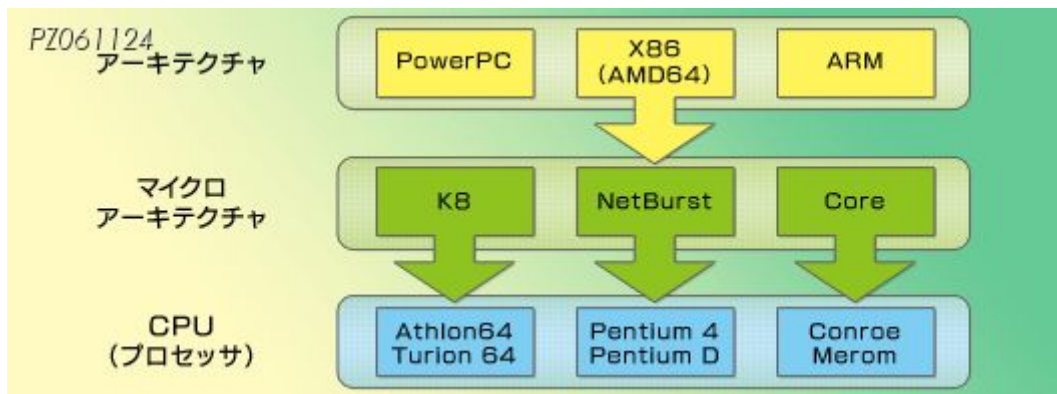 PZ061124
アーキテクチャ
PowerPC
X86
(AMD64)
ARM
マイクロ
アーキテクチャ
K8
NetBurst
Core
CPU
(プロセッサ)
Athlon64
Turion 64
Pentium 4
Pentium D
Conroe
Merom